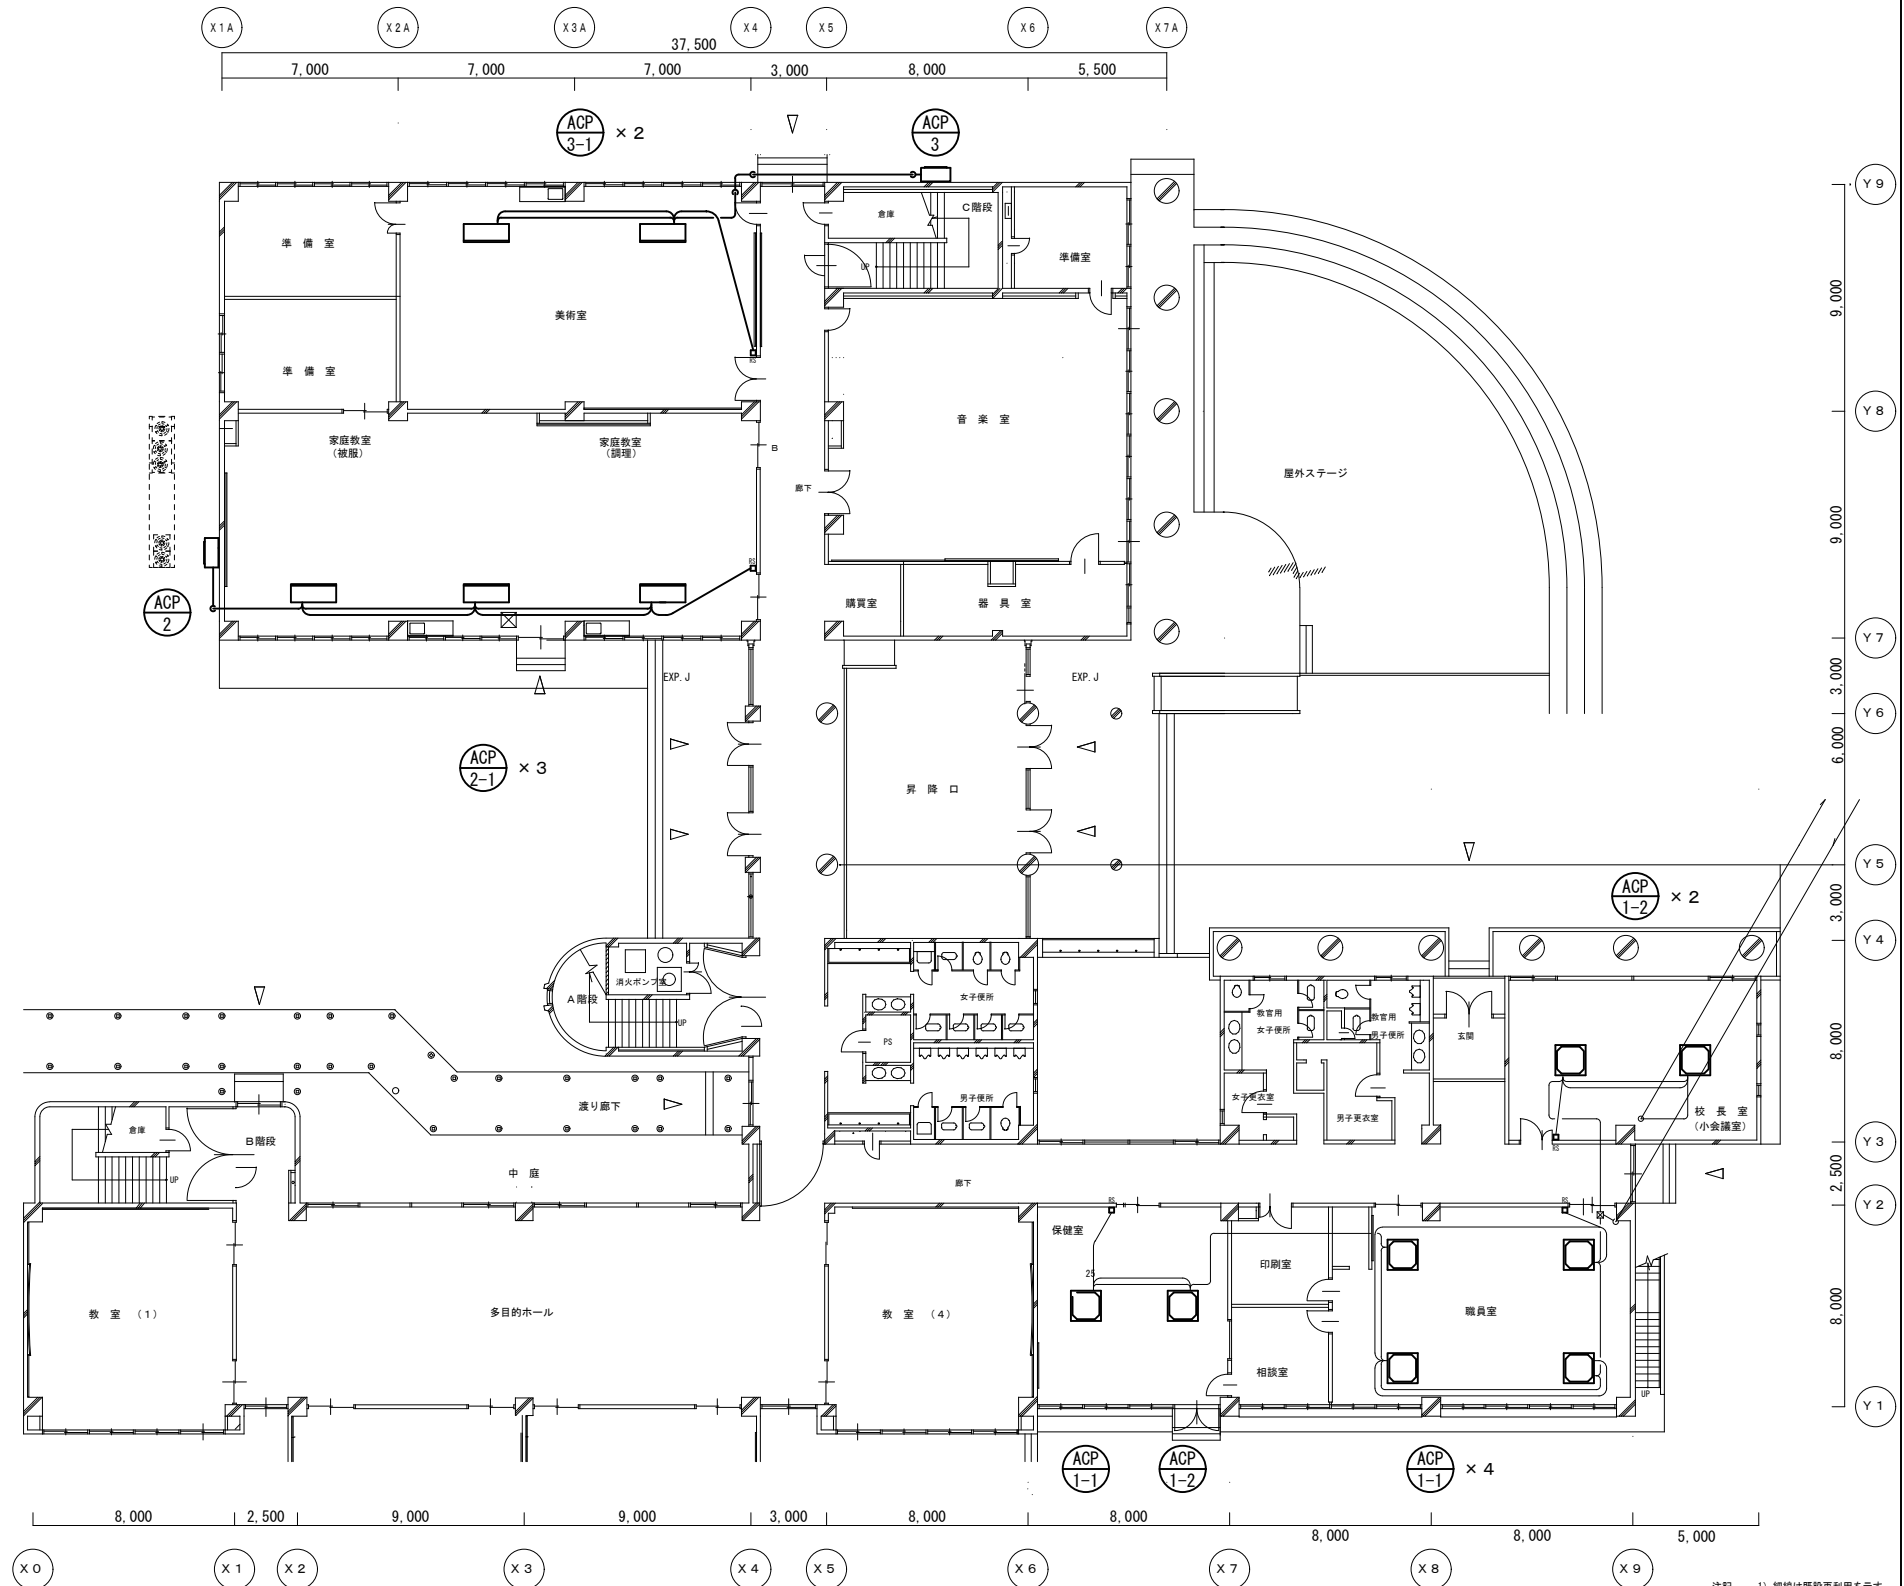 X1A X2A X3A X4 X5 X6 X7A
37,500
7,000 7,000 7,000 3,000 8,000 5,500
ACP 3-1 ×2
ACP 3
Y9
倉庫
C階段
準備室
準備室
UP
美術室
RS
9,000
準備室
Y8
家庭教室
(被服)
家庭教室
(調理)
B
音楽室
廊下
屋外ステージ
9,000
RS
ACP 2
購買室
器具室
Y7
EXP.J
EXP.J
3,000
Y6
6,000
ACP 2-1 ×3
昇降口
Y5
ACP 1-2 ×2
3,000
Y4
消火ポンプ室
A階段
UP
女子便所
PS
男子便所
教官用
女子便所
教官用
男子便所
玄関
8,000
女子更衣室
男子更衣室
校長室
(小会議室)
RS
渡り廊下
倉庫
B階段
UP
Y3
中庭
廊下
2,500
Y2
RS
RS
保健室
25
印刷室
教室 (1)
多目的ホール
教室 (4)
職員室
8,000
相談室
UP
Y1
ACP 1-1
ACP 1-2
ACP 1-1 ×4
8,000 2,500 9,000 9,000 3,000 8,000 8,000 8,000 8,000 5,000
X0 X1 X2 X3 X4 X5 X6 X7 X8 X9